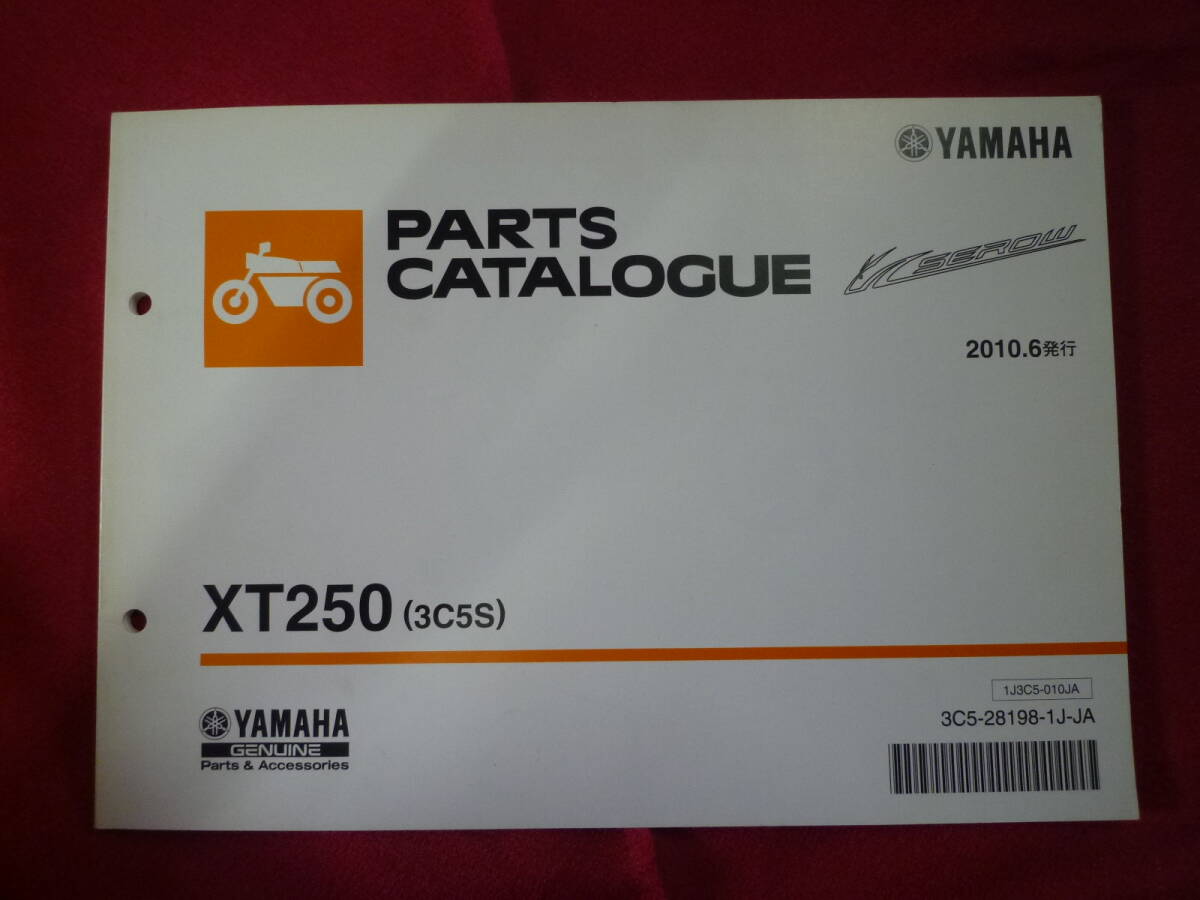 YAMAHA
PARTS
CATALOGUE
SEROW
2010.6発行
XT250 (3C5S)
1J3C5-010JA
3C5-28198-1J-JA
YAMAHA
GENUINE
Parts & Accessories